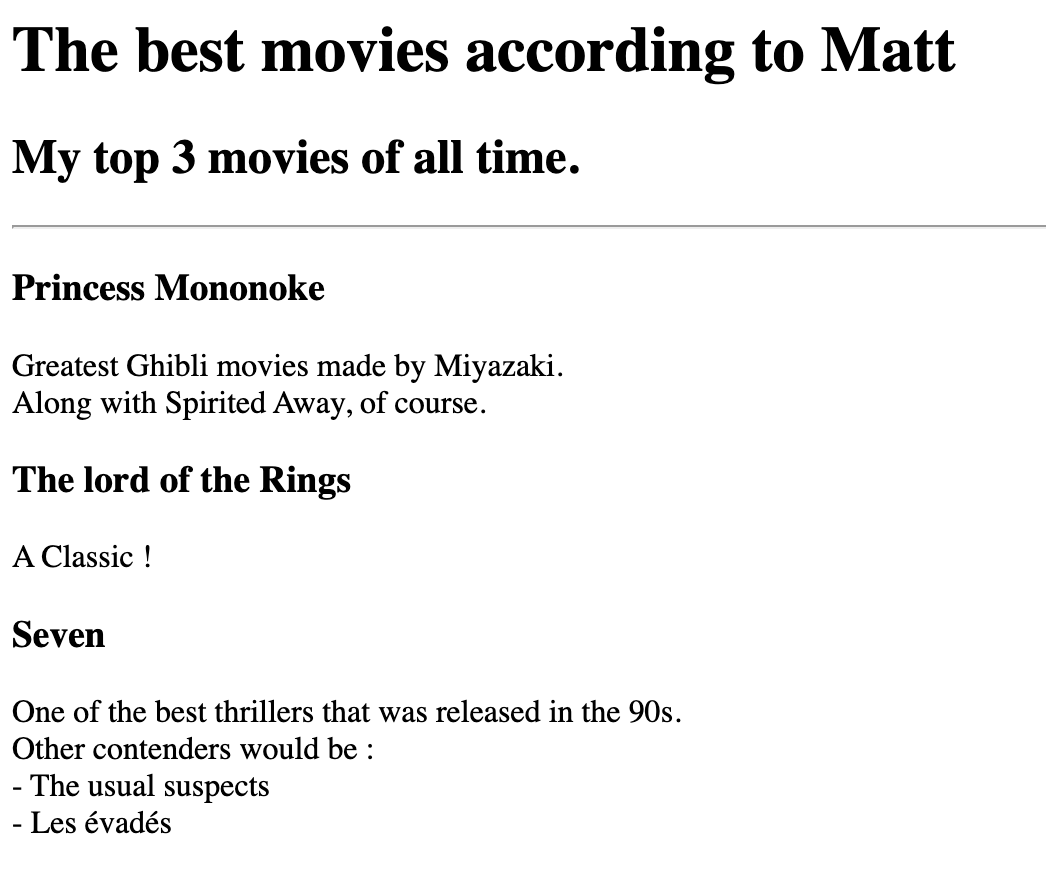 The best movies according to Matt
My top 3 movies of all time.
Princess Mononoke
Greatest Ghibli movies made by Miyazaki.
Along with Spirited Away, of course.
The lord of the Rings
A Classic !
Seven
One of the best thrillers that was released in the 90s.
Other contenders would be :
- The usual suspects
- Les évadés